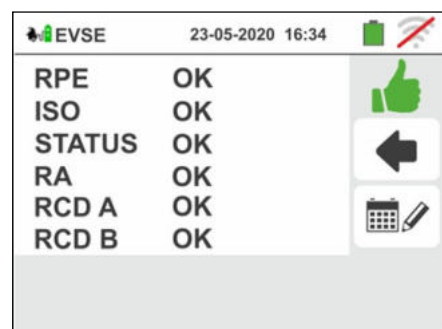 EVSE 23-05-2020 16:34
RPE OK
ISO OK
STATUS OK
RA OK
RCD A OK
RCD B OK